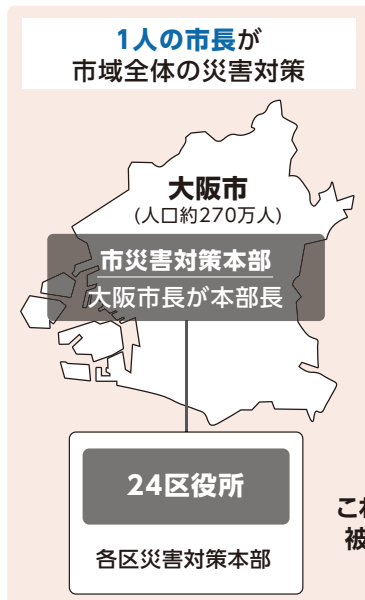 1人の市長が
市域全体の災害対策
大阪市
(人口約270万人)
市災害対策本部
大阪市長が本部長
24区役所
各区災害対策本部